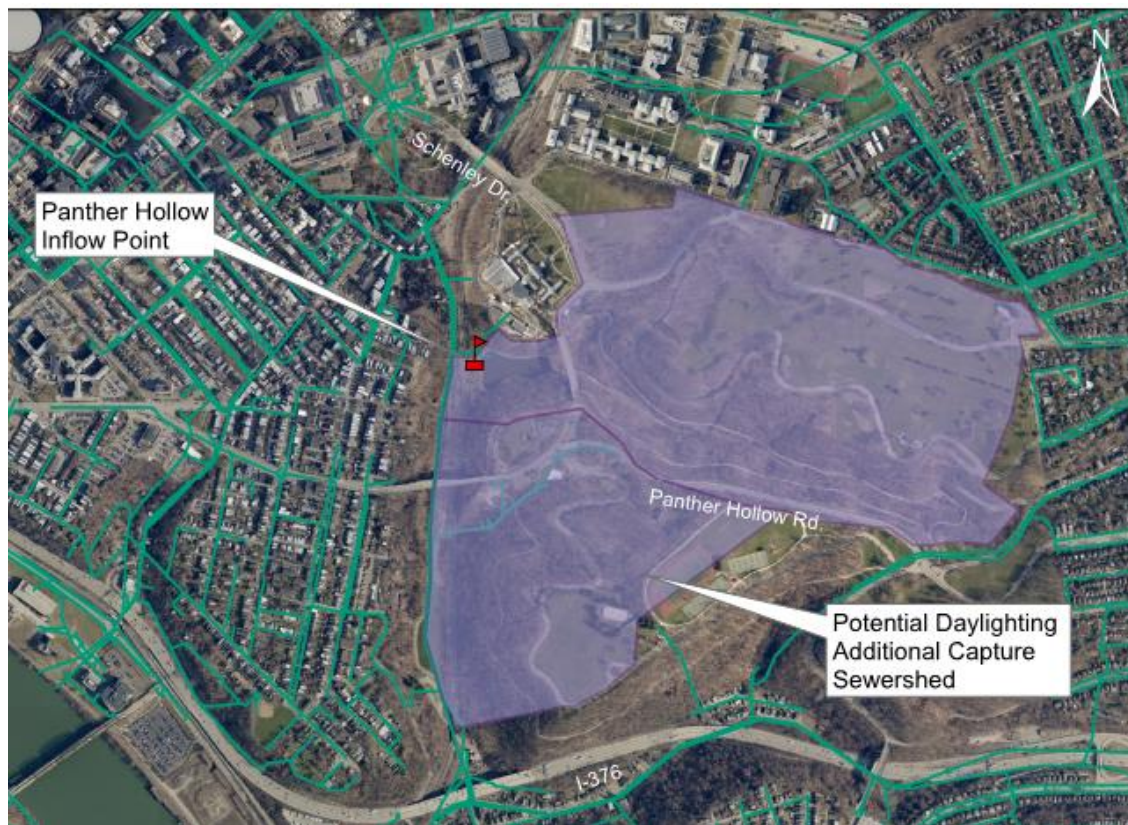 N
Schenley Dr
Panther Hollow
Inflow Point
Panther Hollow Rd
Potential Daylighting
Additional Capture
Sewershed
I-376